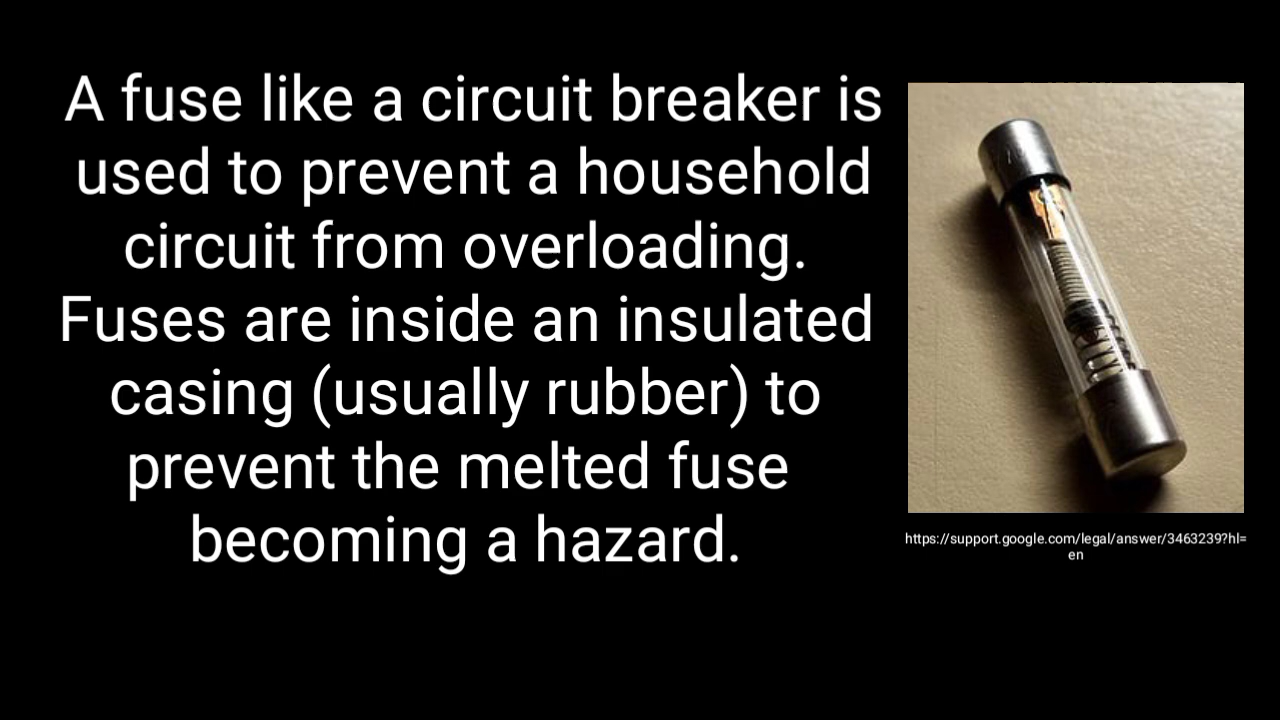 A fuse like a circuit breaker is
used to prevent a household
circuit from overloading.
Fuses are inside an insulated
casing (usually rubber) to
prevent the melted fuse
becoming a hazard.
https://support.google.com/legal/answer/3463239?hl=
en